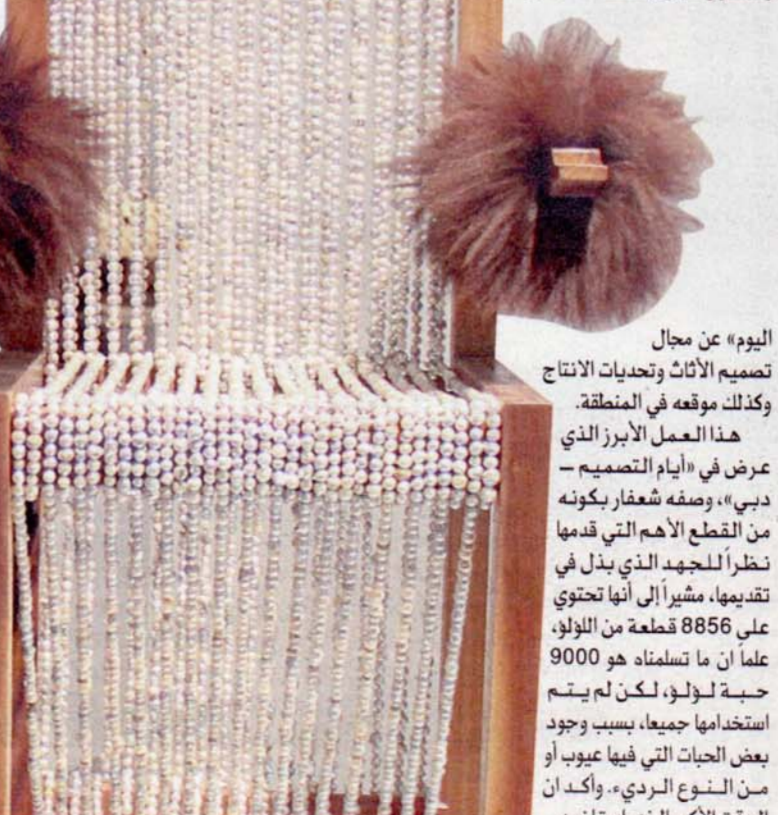 اليوم» عن مجال
تصميم الأثاث وتحديات الانتاج
وكذلك موقعه في المنطقة.
هذا العمل الأبرز الذي
عرض في «أيام التصميم –
دبي»، وصفه شعفار بكونه
من القطع الأهم التي قدمها
نظراً للجهد الذي بذل في
تقديمها، مشيراً إلى أنها تحتوي
على 8856 قطعة من اللؤلؤ،
علماً ان ما تسلمناه هو 9000
حبة لؤلؤ، لكن لم يتم
استخدامها جميعا، بسبب وجود
بعض الحبات التي فيها عيوب أو
من النوع الرديء. وأكد ان